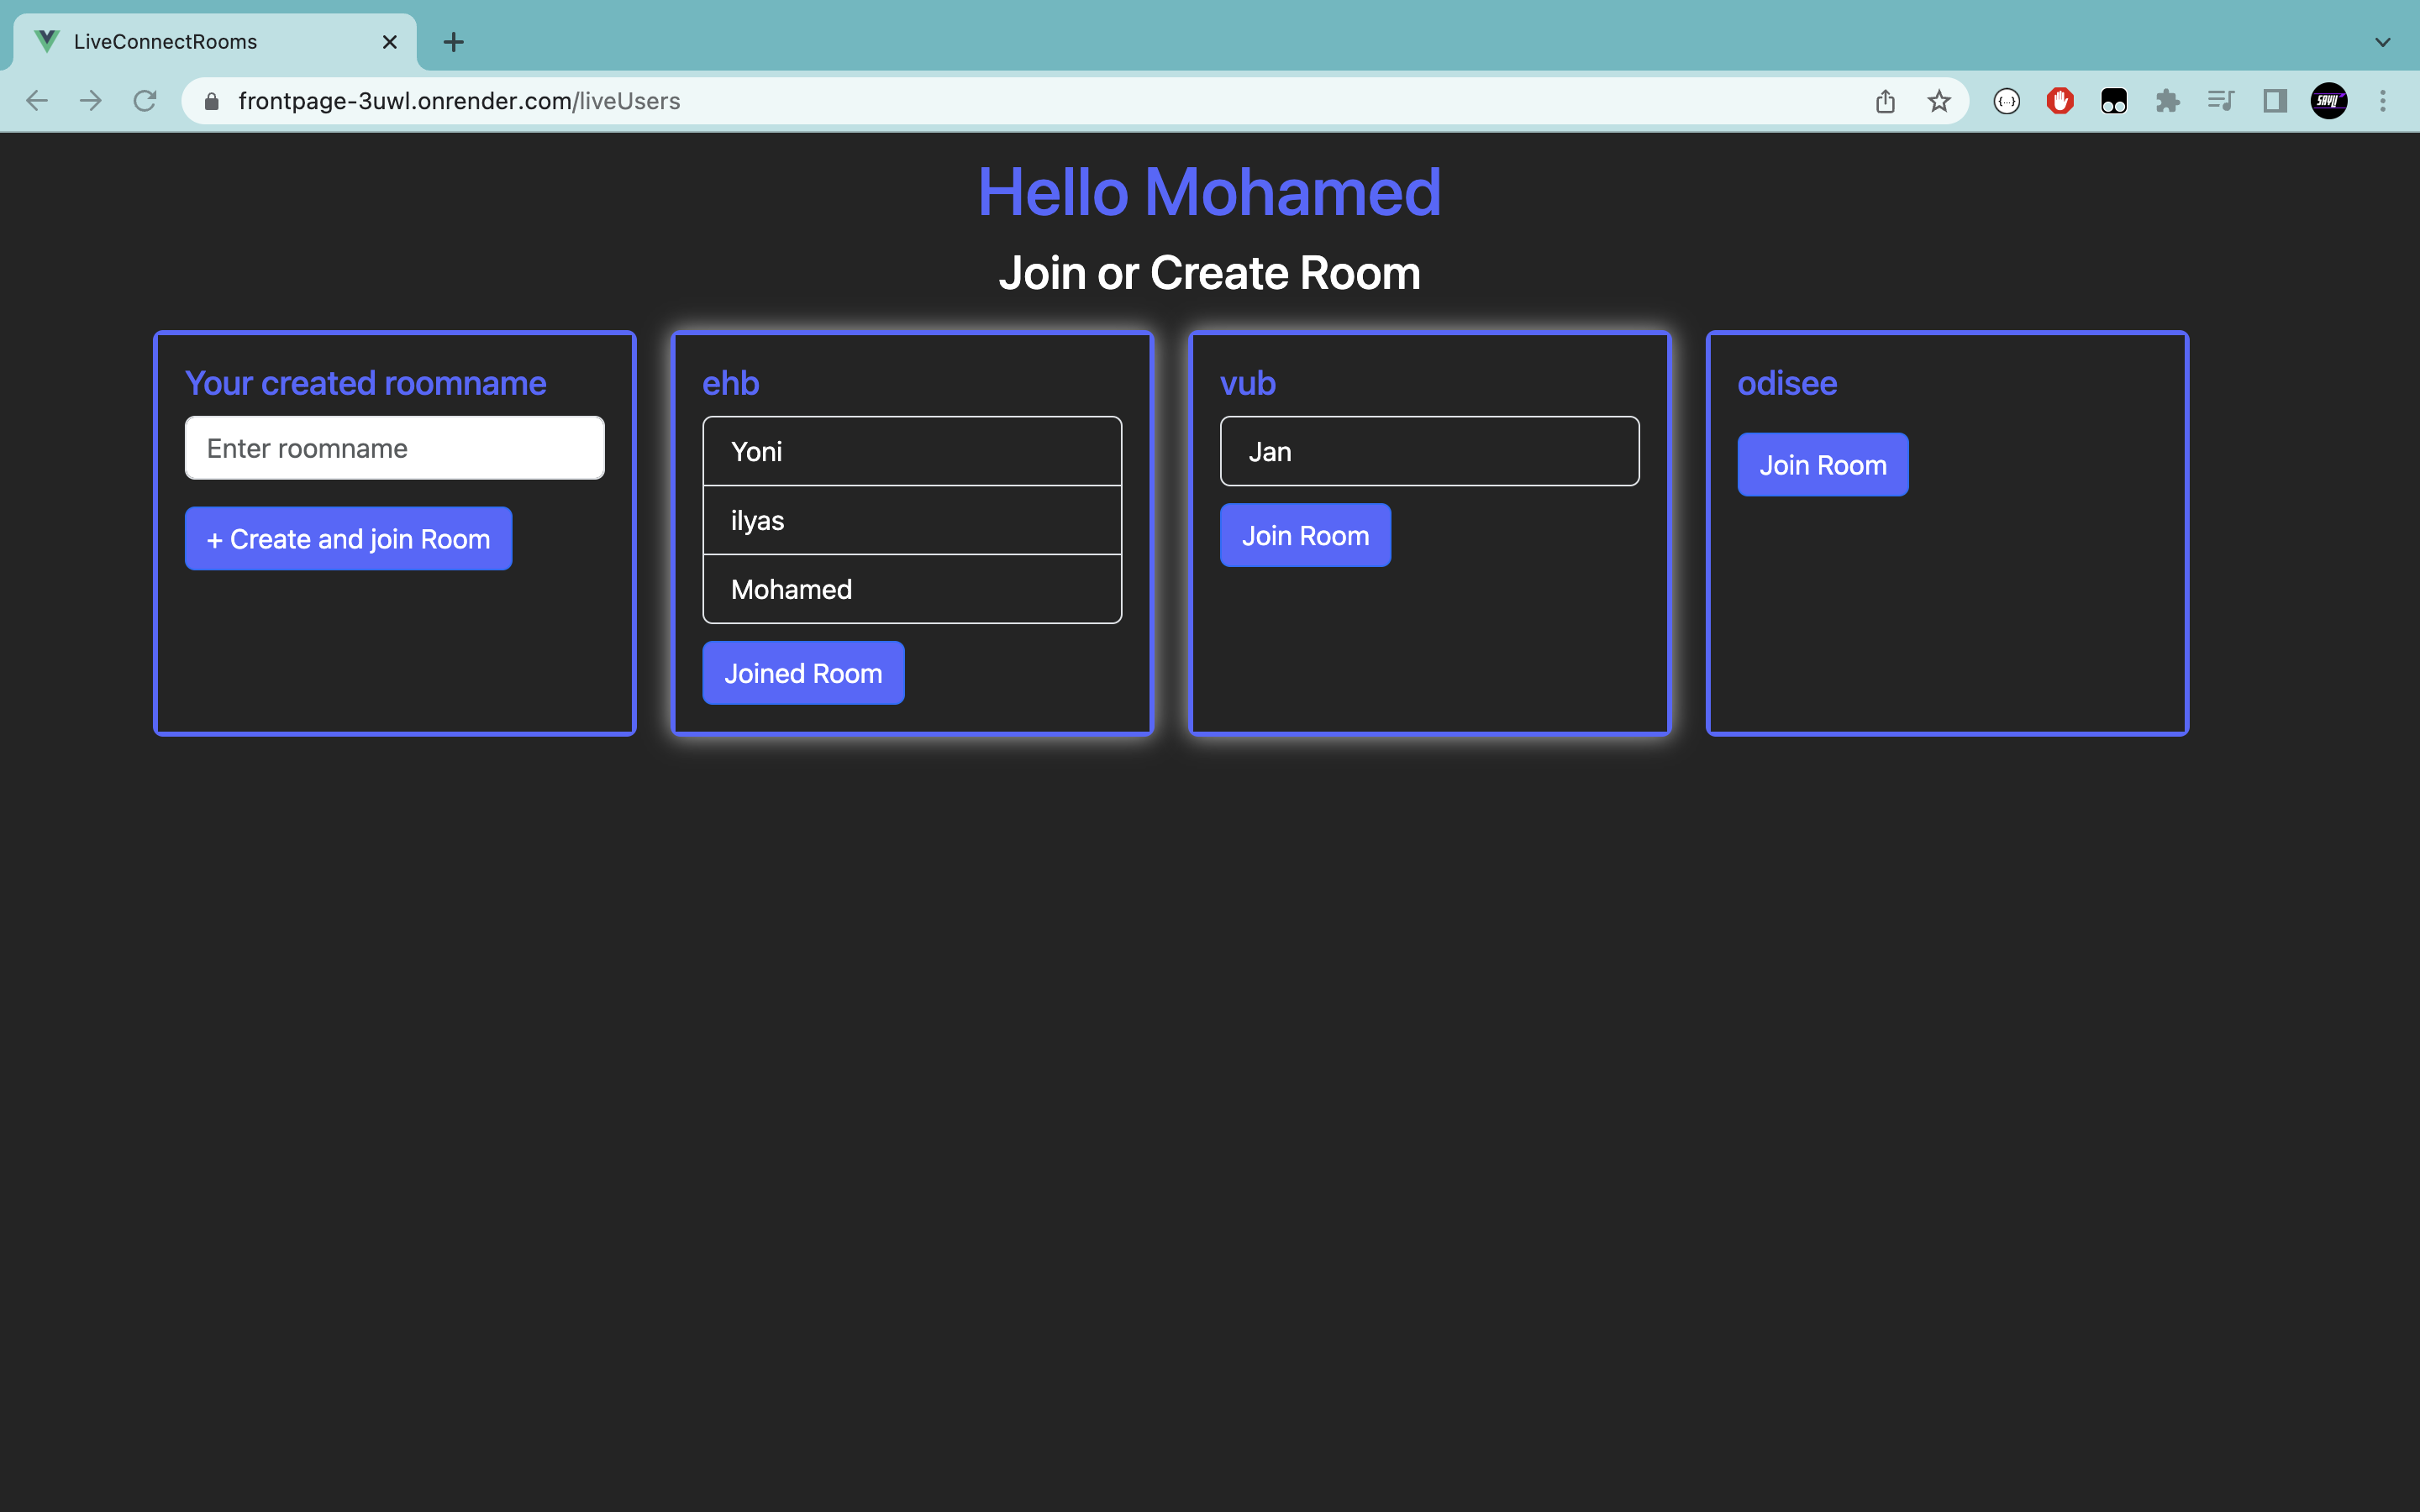 LiveConnectRooms
frontpage-3uwl.onrender.com/liveUsers
{...}
SAYLI
Hello Mohamed
Join or Create Room
Your created roomname
Enter roomname
+ Create and join Room
ehb
Yoni
ilyas
Mohamed
Joined Room
vub
Jan
Join Room
odisee
Join Room